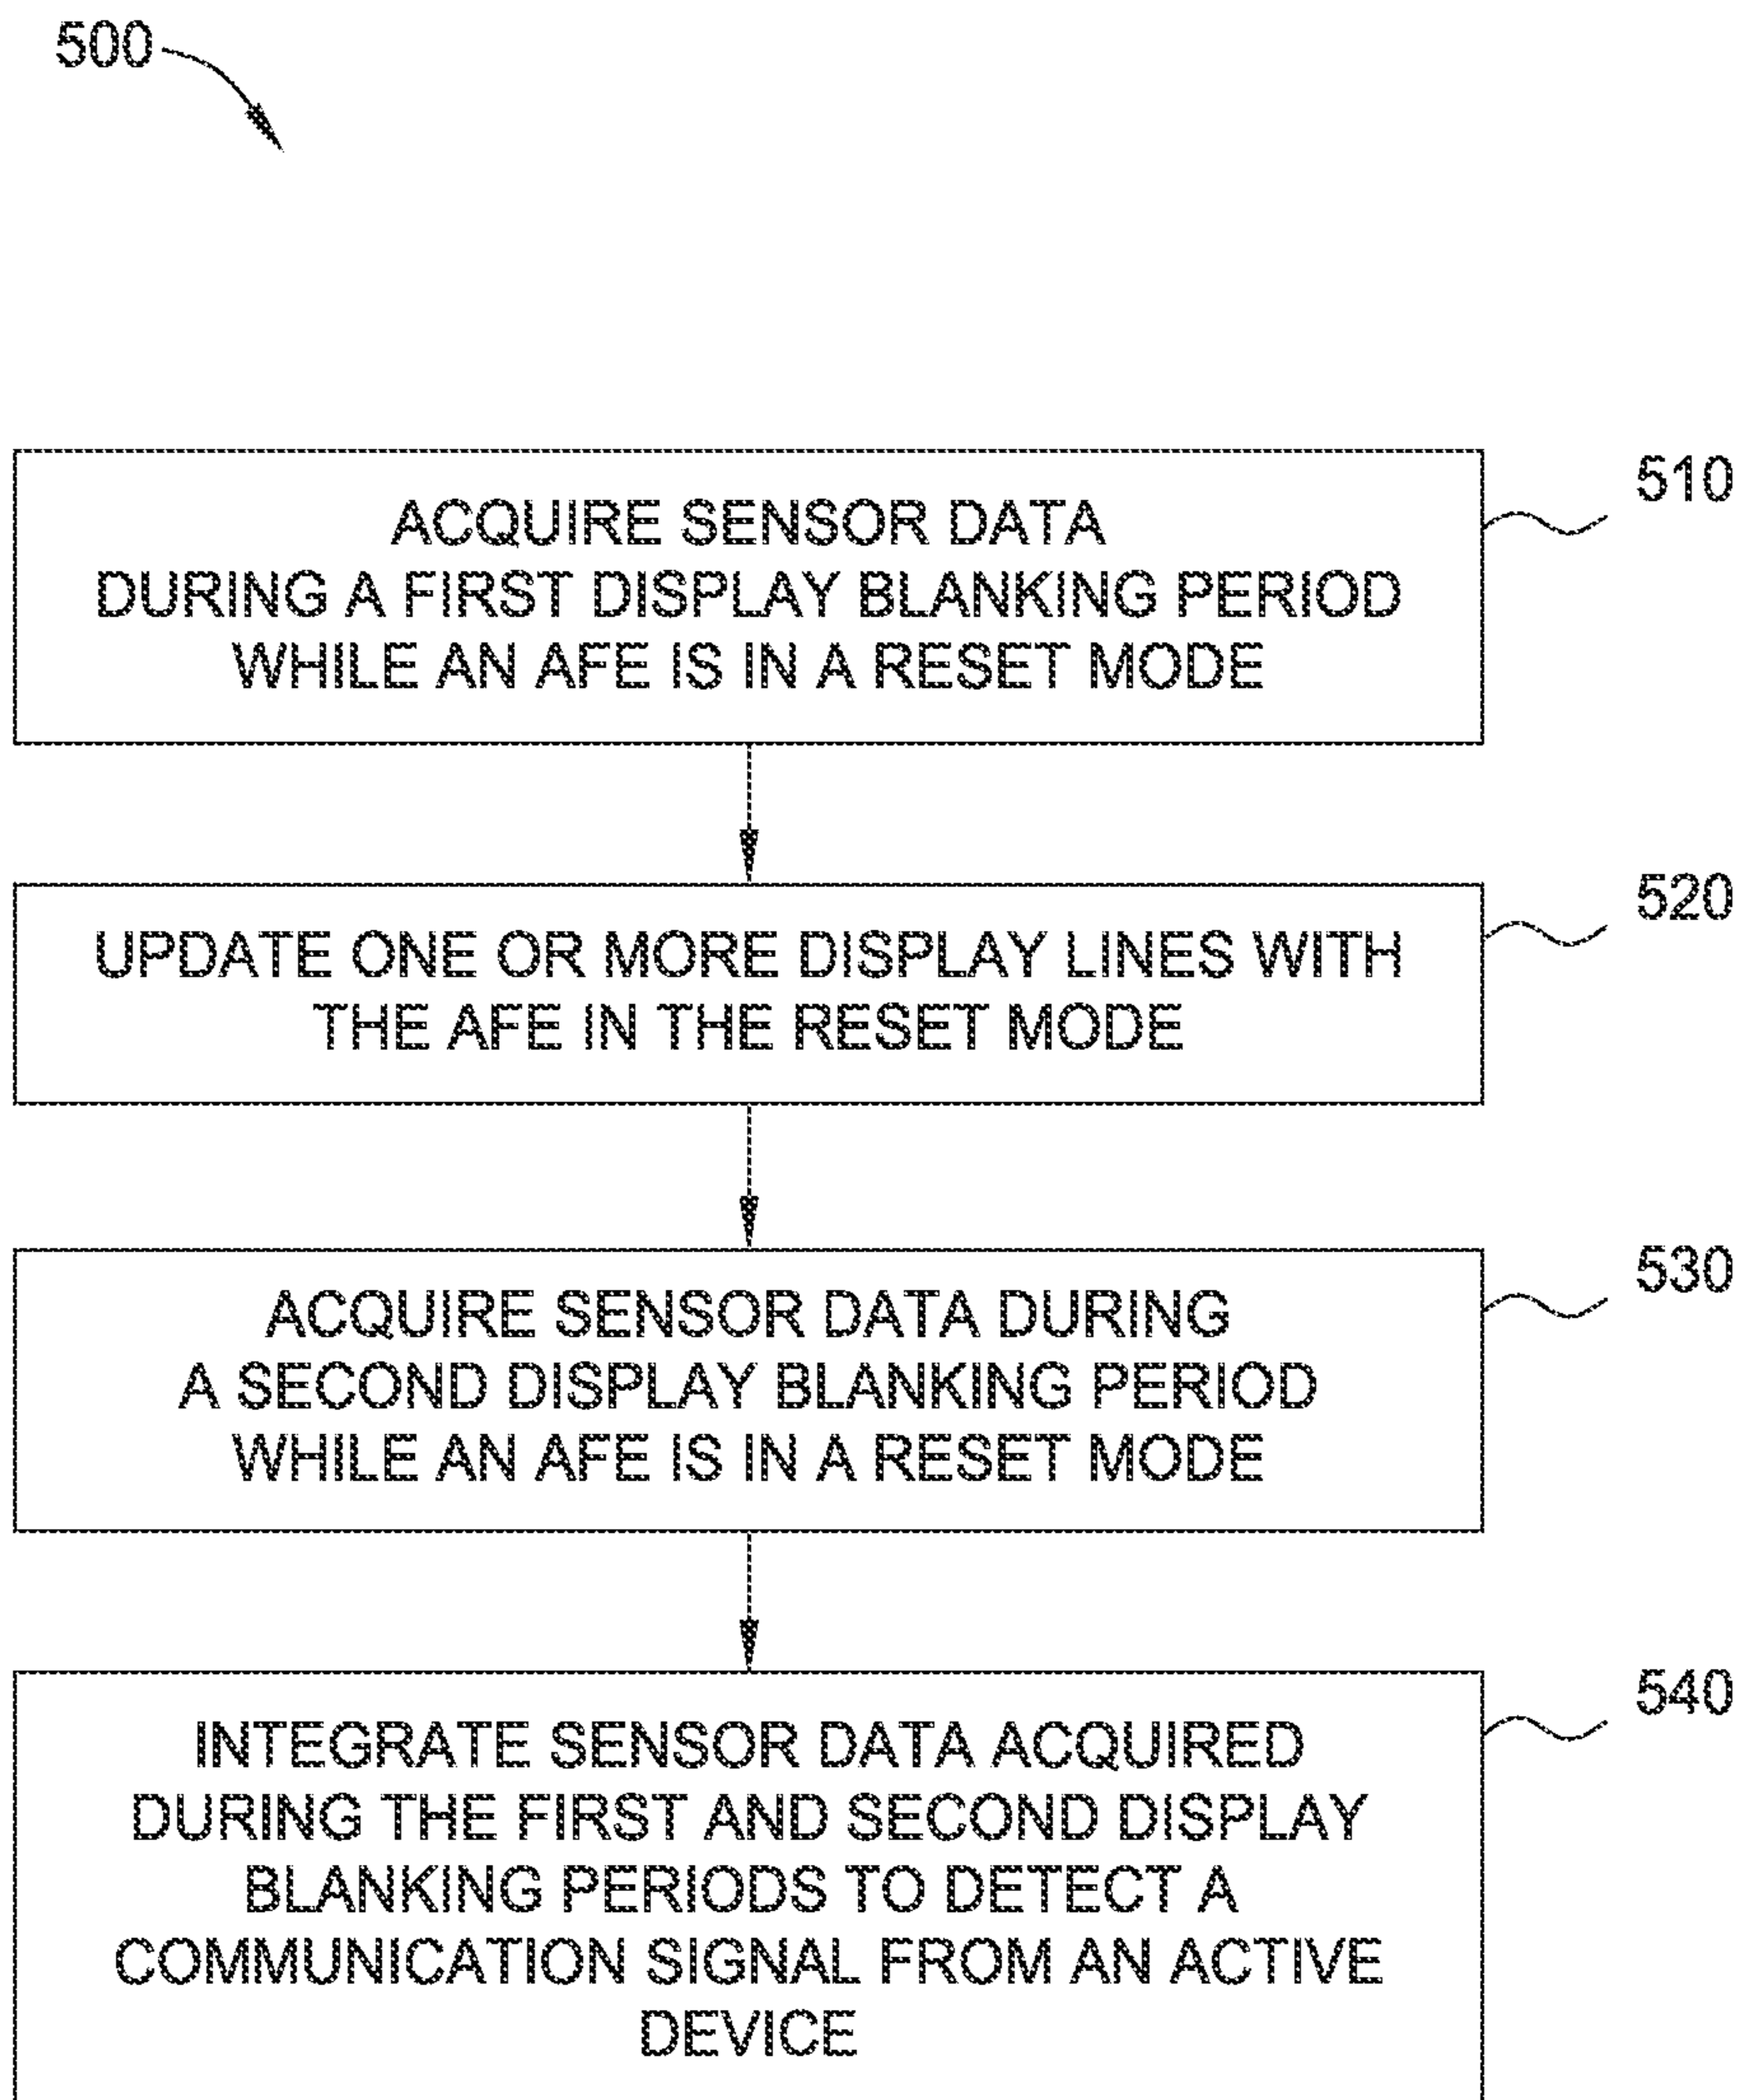 500
510
ACQUIRE SENSOR DATA
DURING A FIRST DISPLAY BLANKING PERIOD
WHILE AN AFE IS IN A RESET MODE
520
UPDATE ONE OR MORE DISPLAY LINES WITH
THE AFE IN THE RESET MODE
530
ACQUIRE SENSOR DATA DURING
A SECOND DISPLAY BLANKING PERIOD
WHILE AN AFE IS IN A RESET MODE
540
INTEGRATE SENSOR DATA ACQUIRED
DURING THE FIRST AND SECOND DISPLAY
BLANKING PERIODS TO DETECT A
COMMUNICATION SIGNAL FROM AN ACTIVE
DEVICE